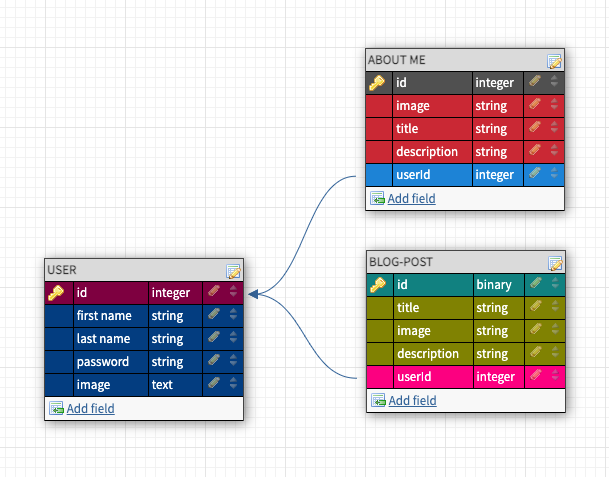 ABOUT ME
id integer
image string
title string
description string
userId integer
Add field
USER
id integer
first name string
last name string
password string
image text
Add field
BLOG-POST
id binary
title string
image string
description string
userId integer
Add field